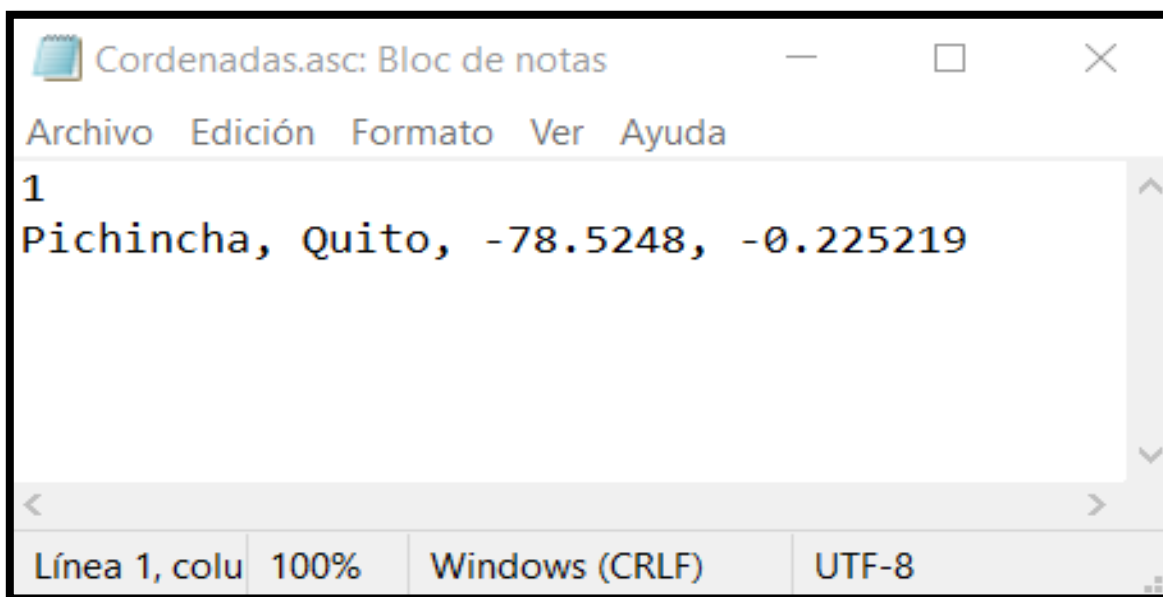 Cordenadas.asc: Bloc de notas
Archivo Edición Formato Ver Ayuda
1
Pichincha, Quito, -78.5248, -0.225219
Línea 1, colu 100% Windows (CRLF) UTF-8